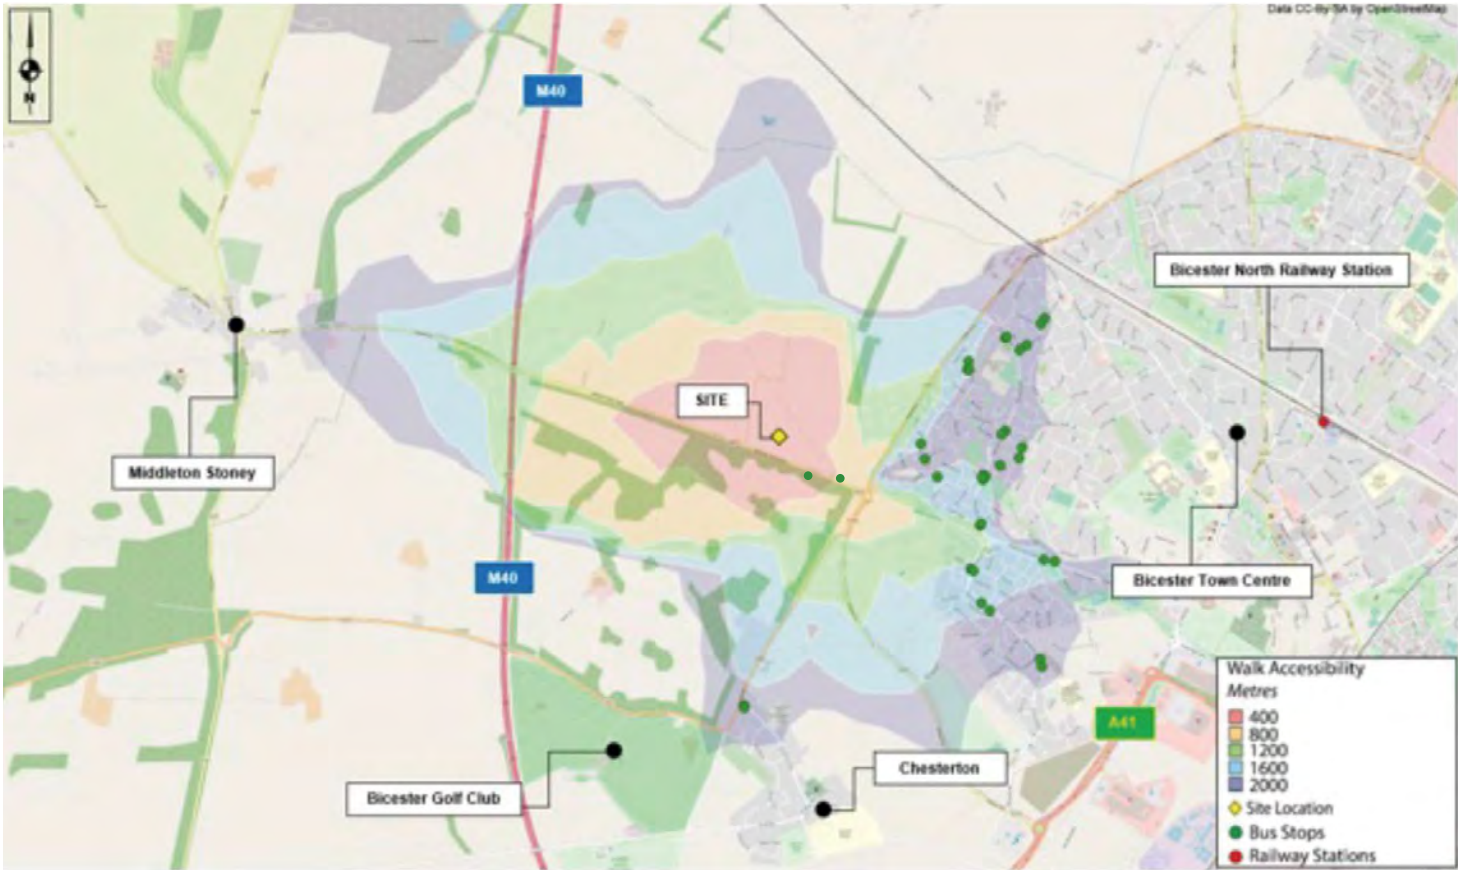 Data CC-By-SA by OpenStreetMap
N
M40
Bicester North Railway Station
SITE
Middleton Stoney
M40
Bicester Town Centre
A41
Chesterton
Bicester Golf Club
Walk Accessibility
Metres
400
800
1200
1600
2000
Site Location
Bus Stops
Railway Stations